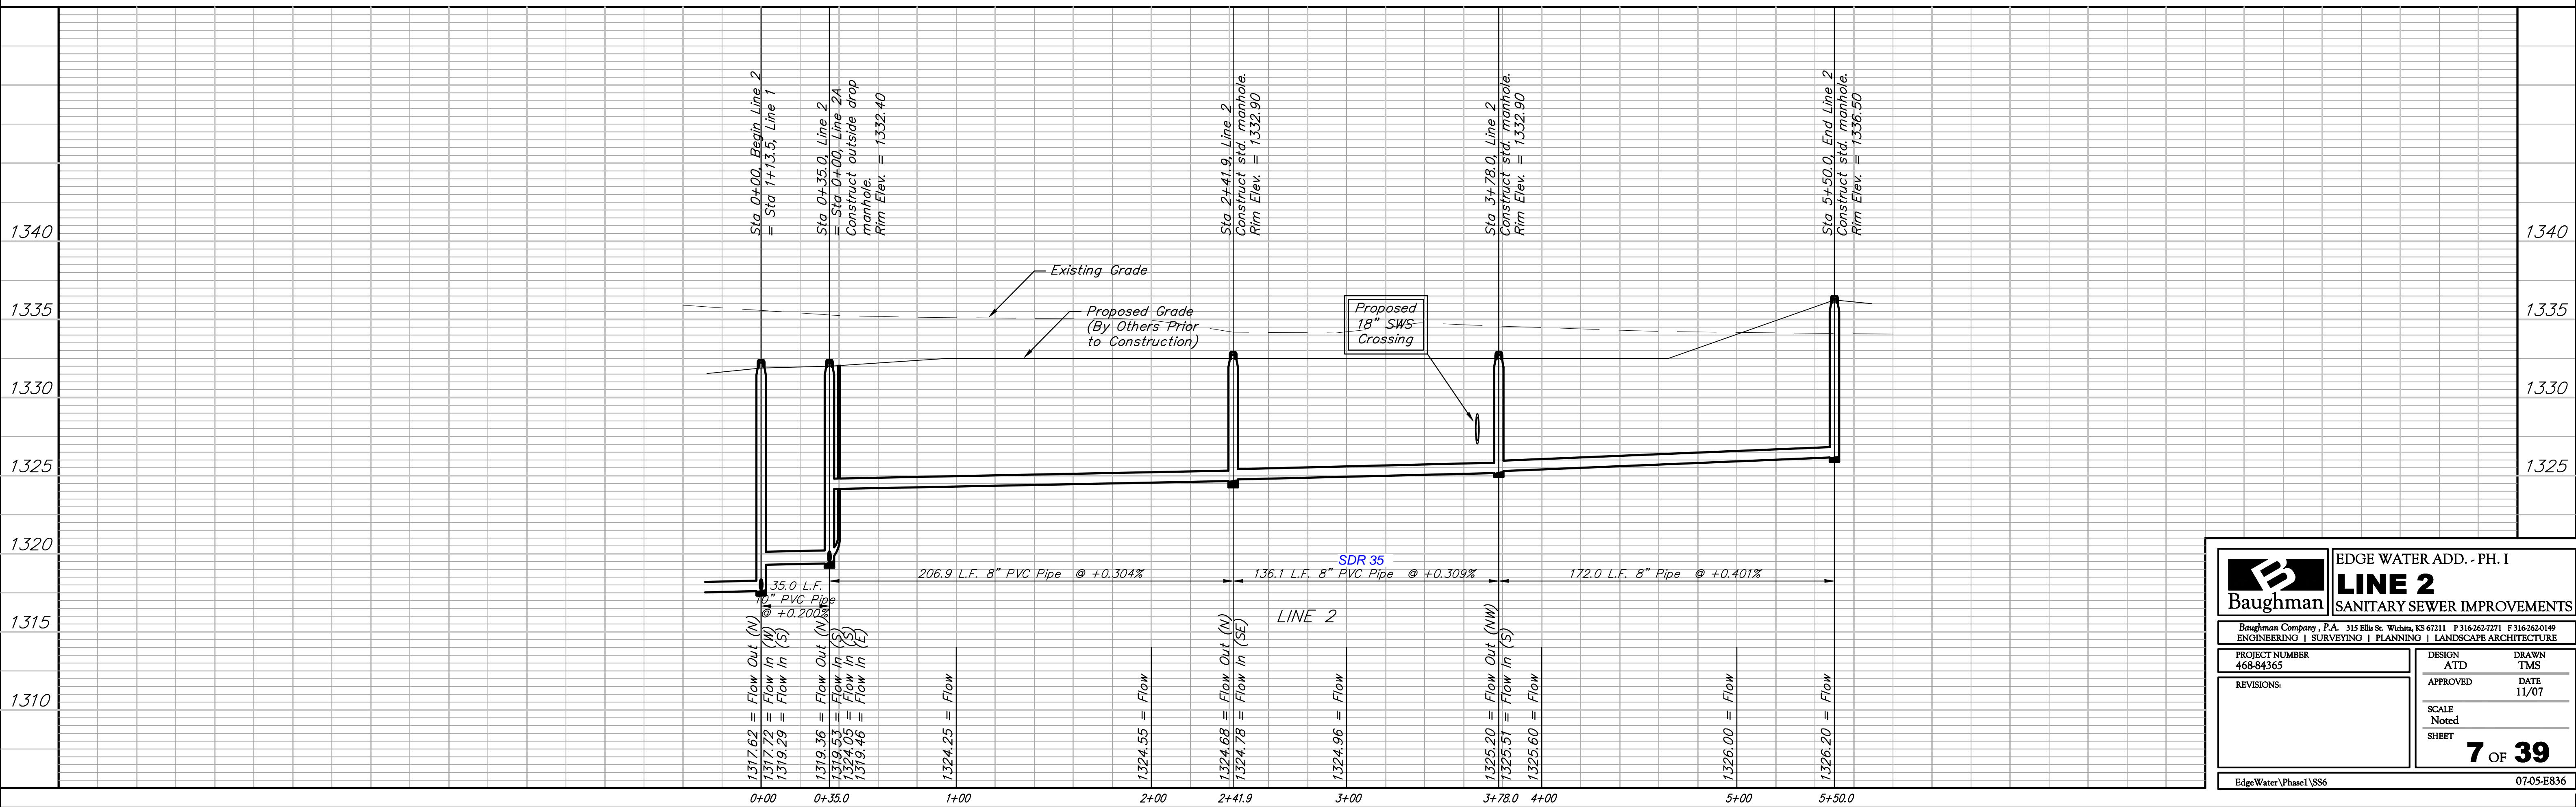 Sta 0+00, Begin Line 2
= Sta 1+13.5, Line 1
Sta 0+35.0, Line 2
= Sta 0+00, Line 2A
Construct outside drop
manhole.
Rim Elev. = 1332.40
Sta 2+41.9, Line 2
Construct std. manhole.
Rim Elev. = 1332.90
Sta 3+78.0, Line 2
Construct std. manhole.
Rim Elev. = 1332.90
Sta 5+50.0, End Line 2
Construct std. manhole.
Rim Elev. = 1336.50
1340
1335
1330
1325
1320
1315
1310
1340
1335
1330
1325
Existing Grade
Proposed Grade
(By Others Prior
to Construction)
Proposed
18" SWS
Crossing
SDR 35
35.0 L.F.
10" PVC Pipe
@ +0.200%
206.9 L.F. 8" PVC Pipe @ +0.304%
136.1 L.F. 8" PVC Pipe @ +0.309%
172.0 L.F. 8" Pipe @ +0.401%
LINE 2
1317.62 = Flow Out (N)
1317.72 = Flow In (W)
1319.29 = Flow In (S)
1319.36 = Flow Out (N)
1319.53 = Flow In (S)
1324.05 = Flow In (S)
1319.46 = Flow In (E)
1324.25 = Flow
1324.55 = Flow
1324.68 = Flow Out (N)
1324.78 = Flow In (SE)
1324.96 = Flow
1325.20 = Flow Out (NW)
1325.51 = Flow In (S)
1325.60 = Flow
1326.00 = Flow
1326.20 = Flow
0+00
0+35.0
1+00
2+00
2+41.9
3+00
3+78.0
4+00
5+00
5+50.0
B
Baughman
EDGE WATER ADD. - PH. I
LINE 2
SANITARY SEWER IMPROVEMENTS
Baughman Company, P.A. 315 Ellis St. Wichita, KS 67211 P 316-262-7271 F 316-262-0149
ENGINEERING | SURVEYING | PLANNING | LANDSCAPE ARCHITECTURE
PROJECT NUMBER
468-84365
REVISIONS:
DESIGN
ATD
DRAWN
TMS
APPROVED
DATE
11/07
SCALE
Noted
SHEET
7 OF 39
EdgeWater\Phase1\SS6
07-05-E836